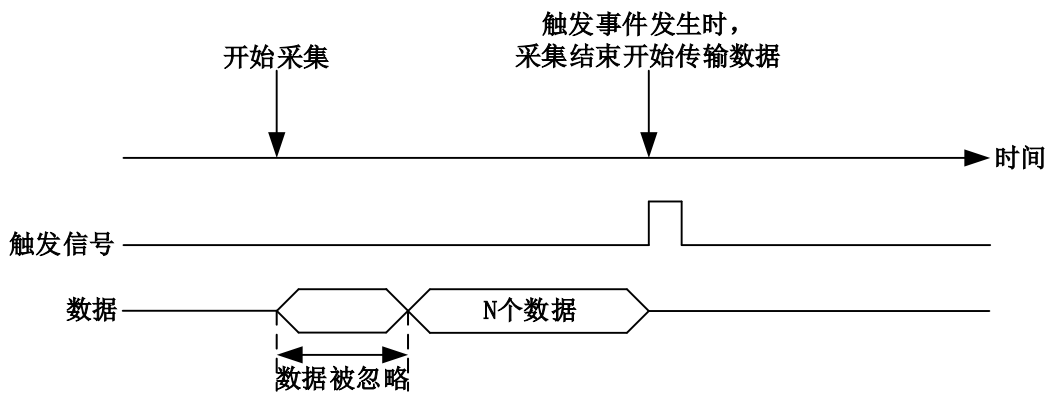 触发事件发生时，
采集结束开始传输数据
开始采集
时间
触发信号
数据
N个数据
数据被忽略